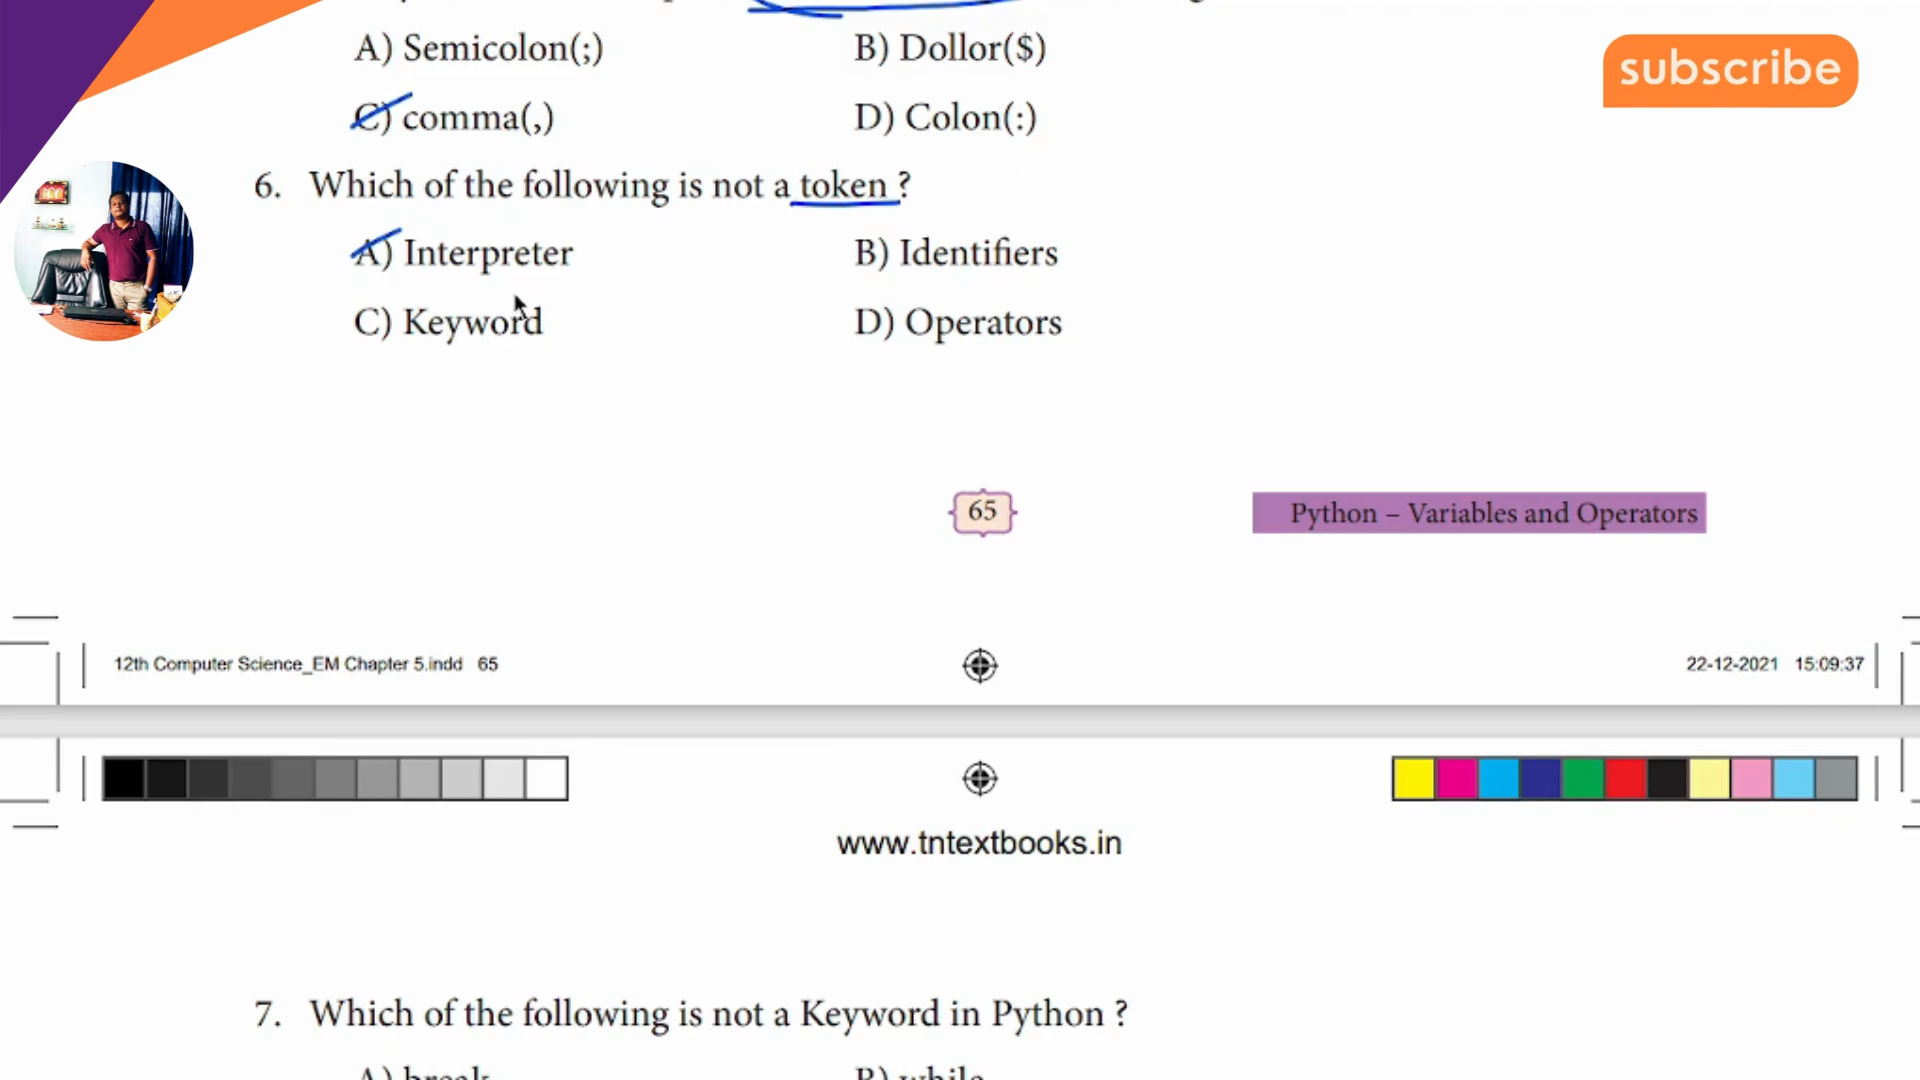 A) Semicolon(;) B) Dollor($)
subscribe
C) comma(,) D) Colon(:)
6. Which of the following is not a token ?
A) Interpreter B) Identifiers
C) Keyword D) Operators
65 Python – Variables and Operators
12th Computer Science_EM Chapter 5.indd 65 22-12-2021 15:09:37
www.tntextbooks.in
7. Which of the following is not a Keyword in Python ?
A) break B) while